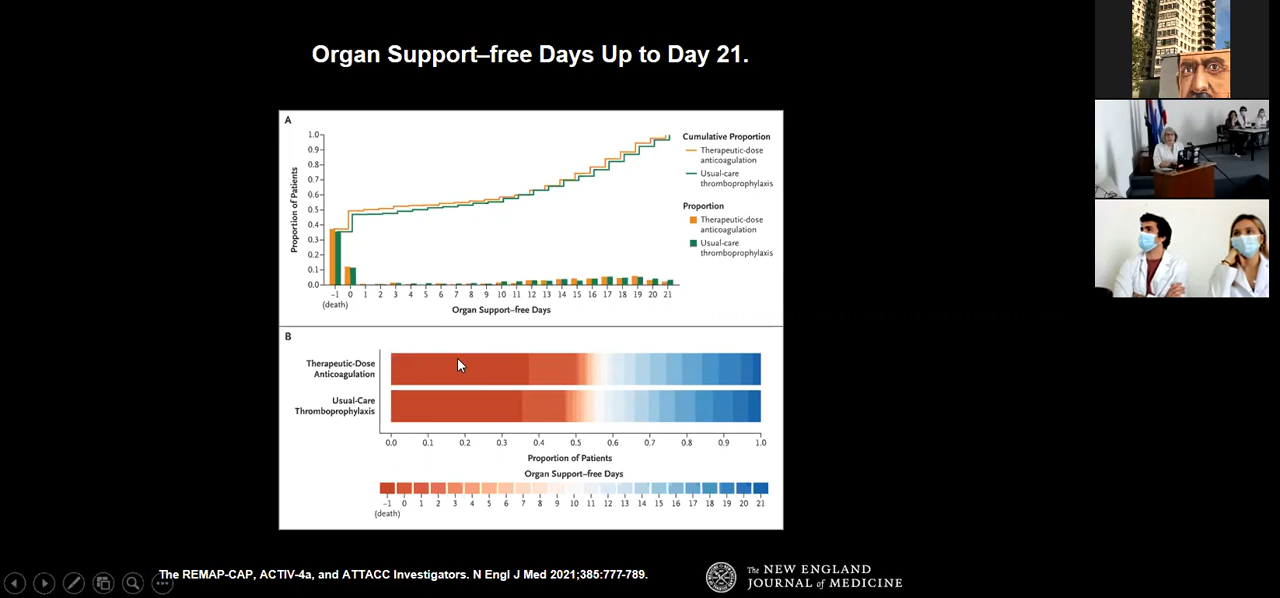 Organ Support–free Days Up to Day 21.
A
Proportion of Patients
1.0
0.9
0.8
0.7
0.6
0.5
0.4
0.3
0.2
0.1
0.0
−1 0 1 2 3 4 5 6 7 8 9 10 11 12 13 14 15 16 17 18 19 20 21
(death)
Organ Support–free Days
Cumulative Proportion
Therapeutic-dose
anticoagulation
Usual-care
thromboprophylaxis
Proportion
Therapeutic-dose
anticoagulation
Usual-care
thromboprophylaxis
B
Therapeutic-Dose
Anticoagulation
Usual-Care
Thromboprophylaxis
0.0 0.1 0.2 0.3 0.4 0.5 0.6 0.7 0.8 0.9 1.0
Proportion of Patients
Organ Support–free Days
−1 0 1 2 3 4 5 6 7 8 9 10 11 12 13 14 15 16 17 18 19 20 21
(death)
The REMAP-CAP, ACTIV-4a, and ATTACC Investigators. N Engl J Med 2021;385:777-789.
The NEW ENGLAND
JOURNAL of MEDICINE